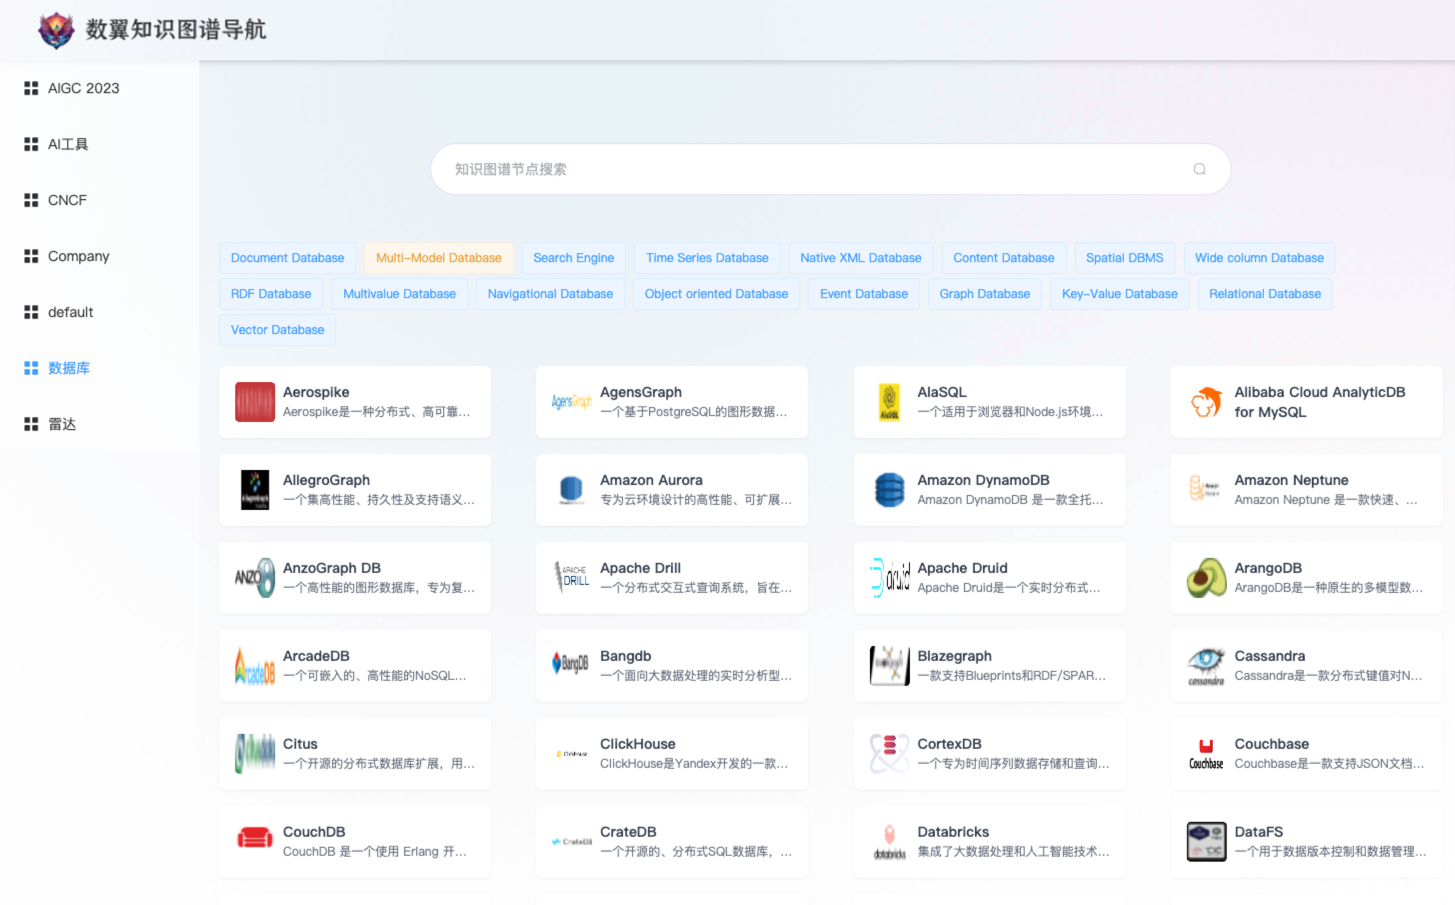 数翼知识图谱导航
AIGC 2023
AI工具
CNCF
Company
default
数据库
雷达
知识图谱节点搜索
Document Database
Multi-Model Database
Search Engine
Time Series Database
Native XML Database
Content Database
Spatial DBMS
Wide column Database
RDF Database
Multivalue Database
Navigational Database
Object oriented Database
Event Database
Graph Database
Key-Value Database
Relational Database
Vector Database
Aerospike
Aerospike是一种分布式、高可靠...
AgensGraph
AgensGraph
一个基于PostgreSQL的图形数据...
AlaSQL
AlaSQL
一个适用于浏览器和Node.js环境...
Alibaba Cloud AnalyticDB
for MySQL
AllegroGraph
一个集高性能、持久性及支持语义...
Amazon Aurora
专为云环境设计的高性能、可扩展...
Amazon DynamoDB
Amazon DynamoDB 是一款全托...
Amazon Neptune
Amazon Neptune 是一款快速、...
ANZO
AnzoGraph DB
一个高性能的图形数据库，专为复...
APACHE
DRILL
Apache Drill
一个分布式交互式查询系统，旨在...
druid
Apache Druid
Apache Druid是一个实时分布式...
ArangoDB
ArangoDB是一种原生的多模型数...
ArcadeDB
ArcadeDB
一个可嵌入的、高性能的NoSQL...
BangDB
Bangdb
一个面向大数据处理的实时分析型...
Blazegraph
一款支持Blueprints和RDF/SPAR...
cassandra
Cassandra
Cassandra是一款分布式键值对N...
Citus
一个开源的分布式数据库扩展，用...
ClickHouse
ClickHouse
ClickHouse是Yandex开发的一款...
CortexDB
一个专为时间序列数据存储和查询...
Couchbase
Couchbase
Couchbase是一款支持JSON文档...
CouchDB
CouchDB 是一个使用 Erlang 开...
CrateDB
CrateDB
一个开源的、分布式SQL数据库，...
databricks
Databricks
集成了大数据处理和人工智能技术...
DataFS
一个用于数据版本控制和数据管理...